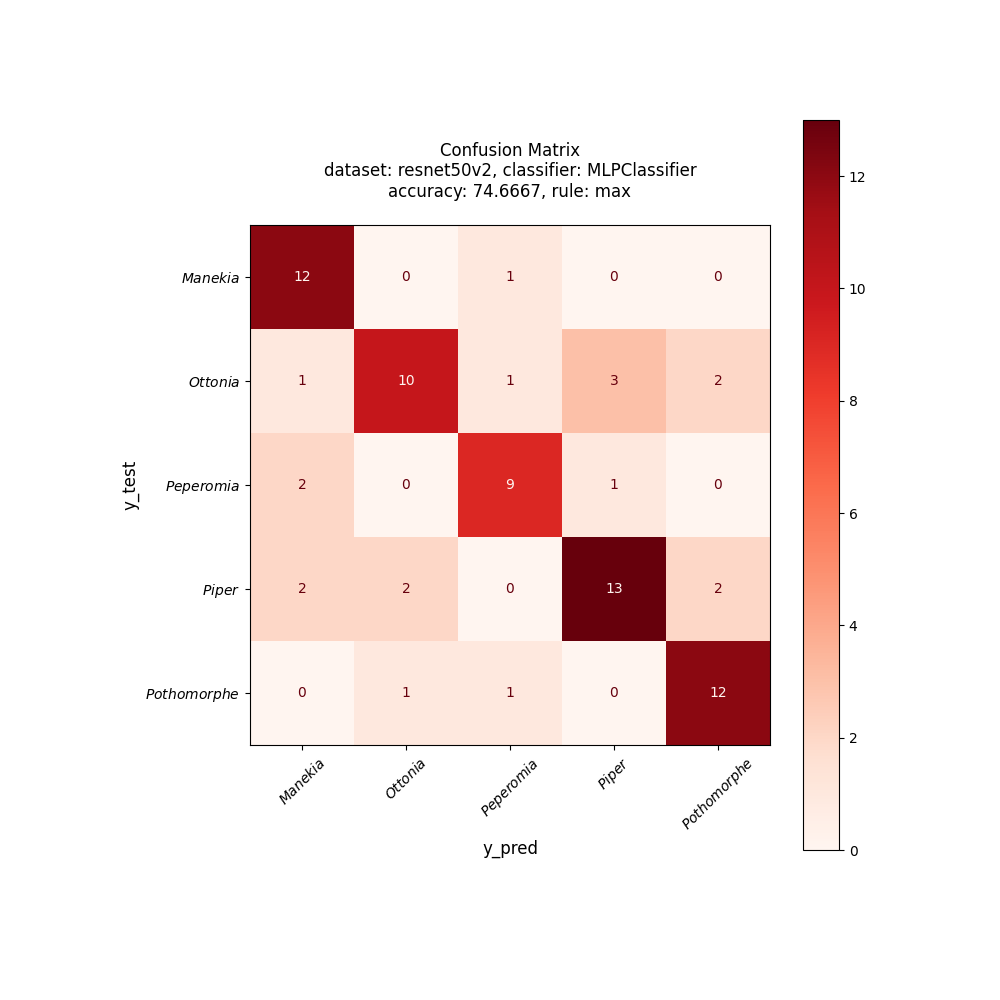 Confusion Matrix
dataset: resnet50v2, classifier: MLPClassifier
accuracy: 74.6667, rule: max
Manekia 12 0 1 0 0
Ottonia 1 10 1 3 2
Peperomia 2 0 9 1 0
Piper 2 2 0 13 2
Pothomorphe 0 1 1 0 12
y_test
Manekia Ottonia Peperomia Piper Pothomorphe
y_pred
12
10
8
6
4
2
0